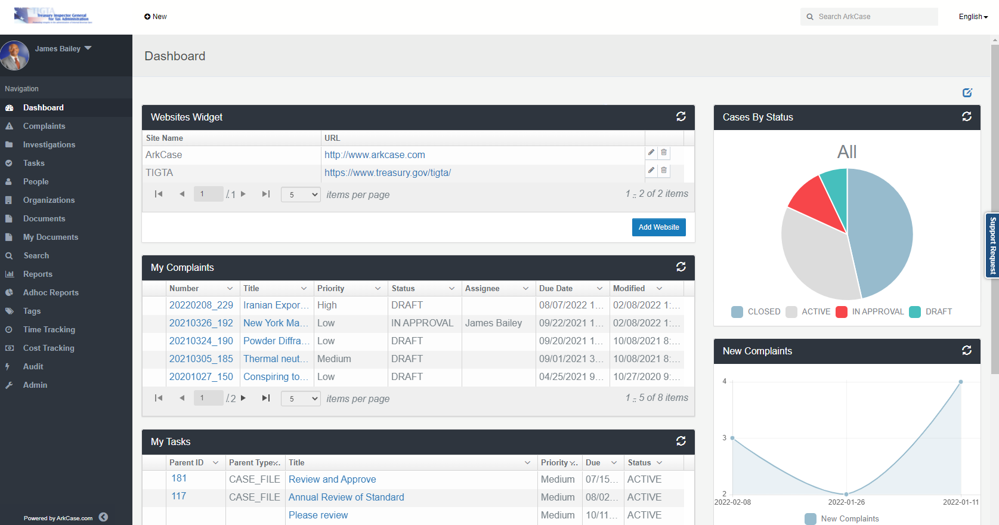 TIGTA
Treasury Inspector General
for Tax Administration
New
Search ArkCase
English
James Bailey
Navigation
Dashboard
Complaints
Investigations
Tasks
People
Organizations
Documents
My Documents
Search
Reports
Adhoc Reports
Tags
Time Tracking
Cost Tracking
Audit
Admin
Powered by ArkCase.com
Dashboard
Websites Widget
Site Name URL
ArkCase http://www.arkcase.com
TIGTA https://www.treasury.gov/tigta/
1 / 1 5 items per page 1 - 2 of 2 items
Add Website
My Complaints
Number Title Priority Status Assignee Due Date Modified
20220208_229 Iranian Expor... High DRAFT 08/07/2022 1... 02/08/2022 1:...
20210326_192 New York Ma... Low IN APPROVAL James Bailey 09/22/2021 1... 02/08/2022 1:...
20210324_190 Powder Diffra... Low DRAFT 09/20/2021 1... 10/08/2021 8:...
20210305_185 Thermal neut... Medium DRAFT 09/01/2021 3... 10/08/2021 8:...
20201027_150 Conspiring to... Low DRAFT 04/25/2021 9... 10/27/2020 9:...
1 / 2 5 items per page 1 - 5 of 8 items
My Tasks
Parent ID Parent Type... Title Priority ... Due Status
181 CASE_FILE Review and Approve Medium 07/15... ACTIVE
117 CASE_FILE Annual Review of Standard Medium 08/02... ACTIVE
Please review Medium 10/11... ACTIVE
Cases By Status
All
CLOSED ACTIVE IN APPROVAL DRAFT
New Complaints
4
3
2
2022-02-08 2022-01-26 2022-01-11
New Complaints
Support Request